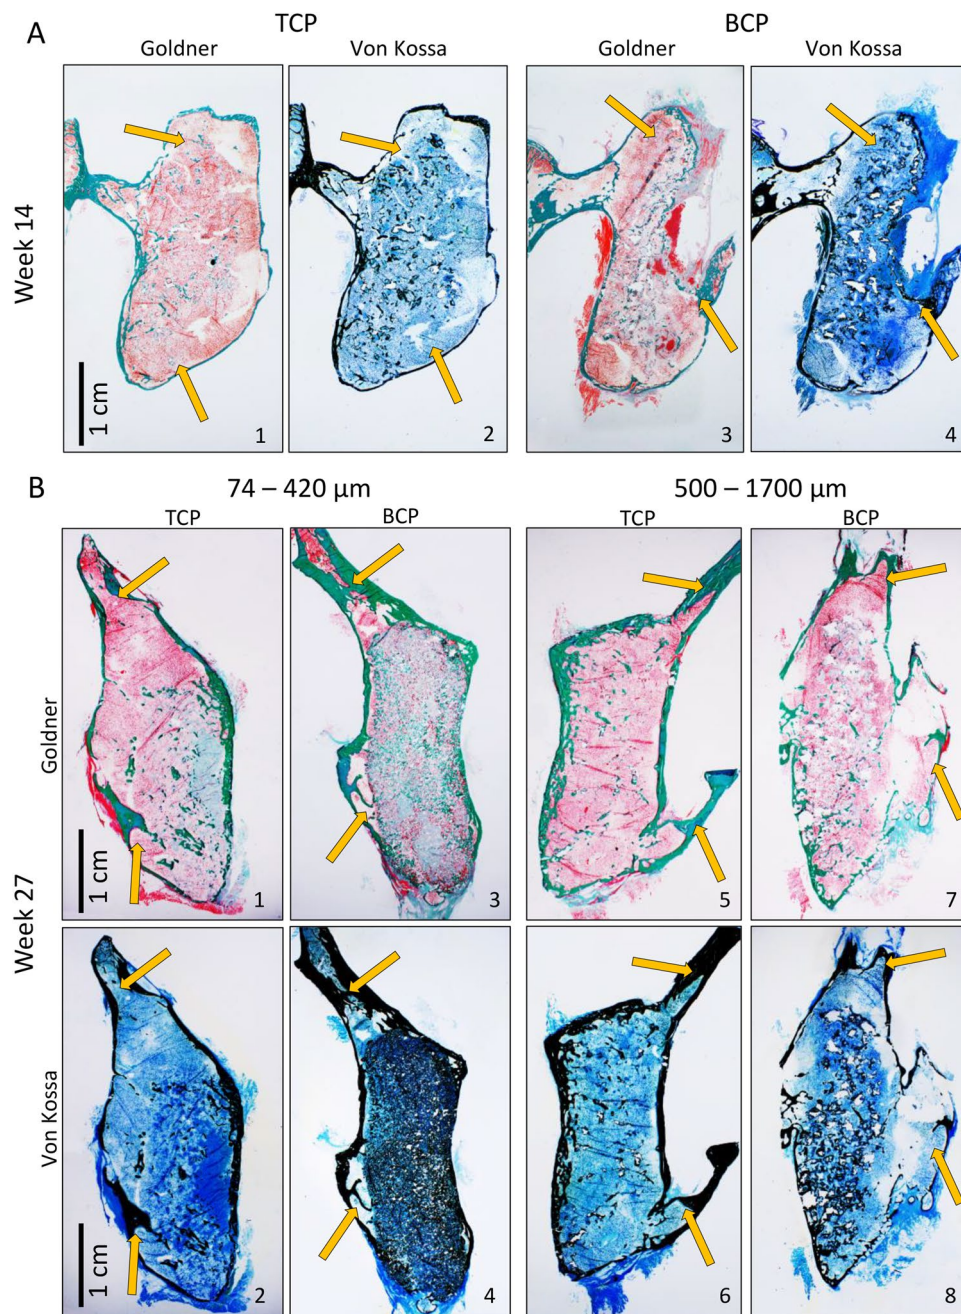 A
TCP
BCP
Goldner
Von Kossa
Goldner
Von Kossa
Week 14
1 cm
1
2
3
4
B
74 – 420 µm
500 – 1700 µm
TCP
BCP
TCP
BCP
Week 27
Goldner
1 cm
1
3
5
7
Von Kossa
1 cm
2
4
6
8